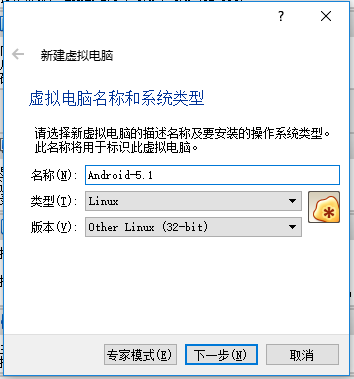 新建虚拟电脑
虚拟电脑名称和系统类型
请选择新虚拟电脑的描述名称及要安装的操作系统类型。
此名称将用于标识此虚拟电脑。
名称(N): Android-5.1
类型(T): Linux
版本(V): Other Linux (32-bit)
专家模式(E) 下一步(N) 取消